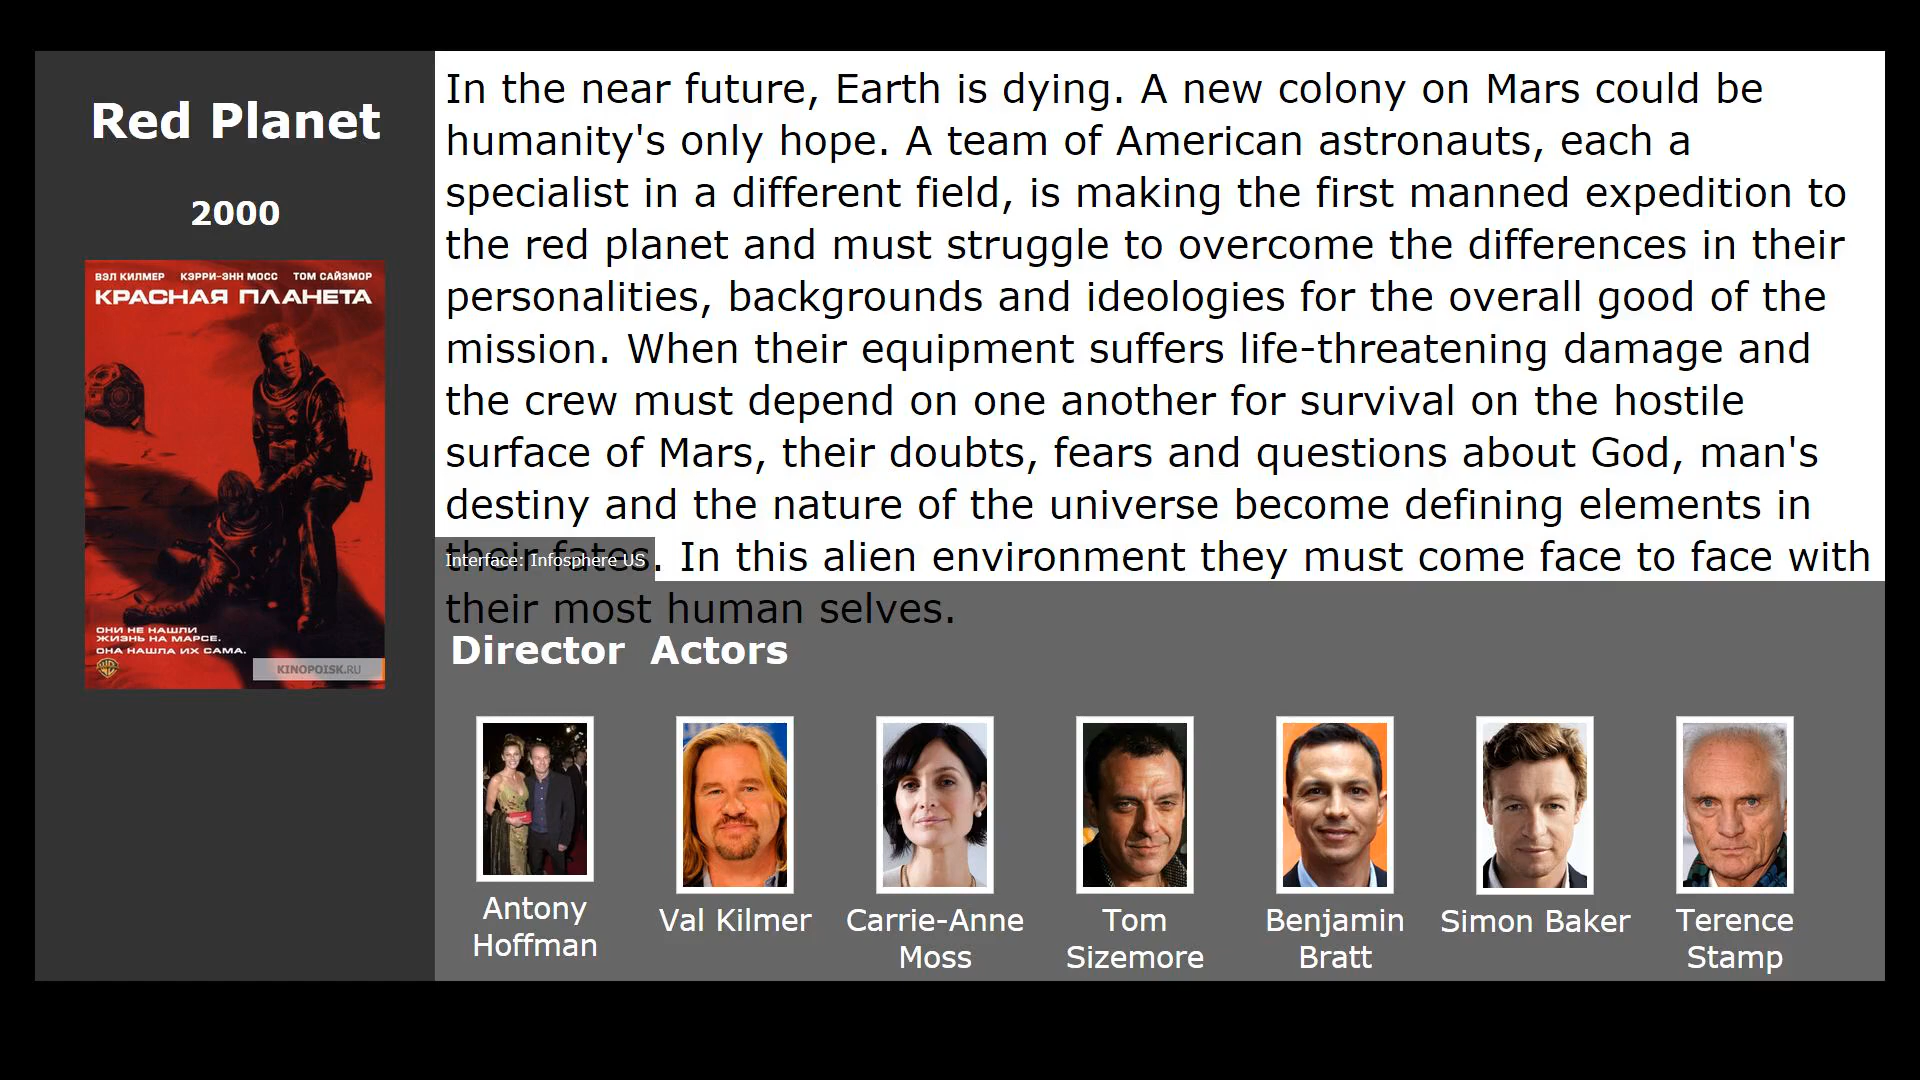 Red Planet
2000
ВЭЛ КИЛМЕР КЭРРИ-ЭНН МОСС ТОМ САЙЗМОР
КРАСНАЯ ПЛАНЕТА
ОНИ НЕ НАШЛИ
ЖИЗНЬ НА МАРСЕ.
ОНА НАШЛА ИХ САМА.
KINOPOISK.RU
In the near future, Earth is dying. A new colony on Mars could be
humanity's only hope. A team of American astronauts, each a
specialist in a different field, is making the first manned expedition to
the red planet and must struggle to overcome the differences in their
personalities, backgrounds and ideologies for the overall good of the
mission. When their equipment suffers life-threatening damage and
the crew must depend on one another for survival on the hostile
surface of Mars, their doubts, fears and questions about God, man's
destiny and the nature of the universe become defining elements in
their fates. In this alien environment they must come face to face with
Interface: Infosphere US
their most human selves.
Director Actors
Antony
Hoffman
Val Kilmer
Carrie-Anne
Moss
Tom
Sizemore
Benjamin
Bratt
Simon Baker
Terence
Stamp